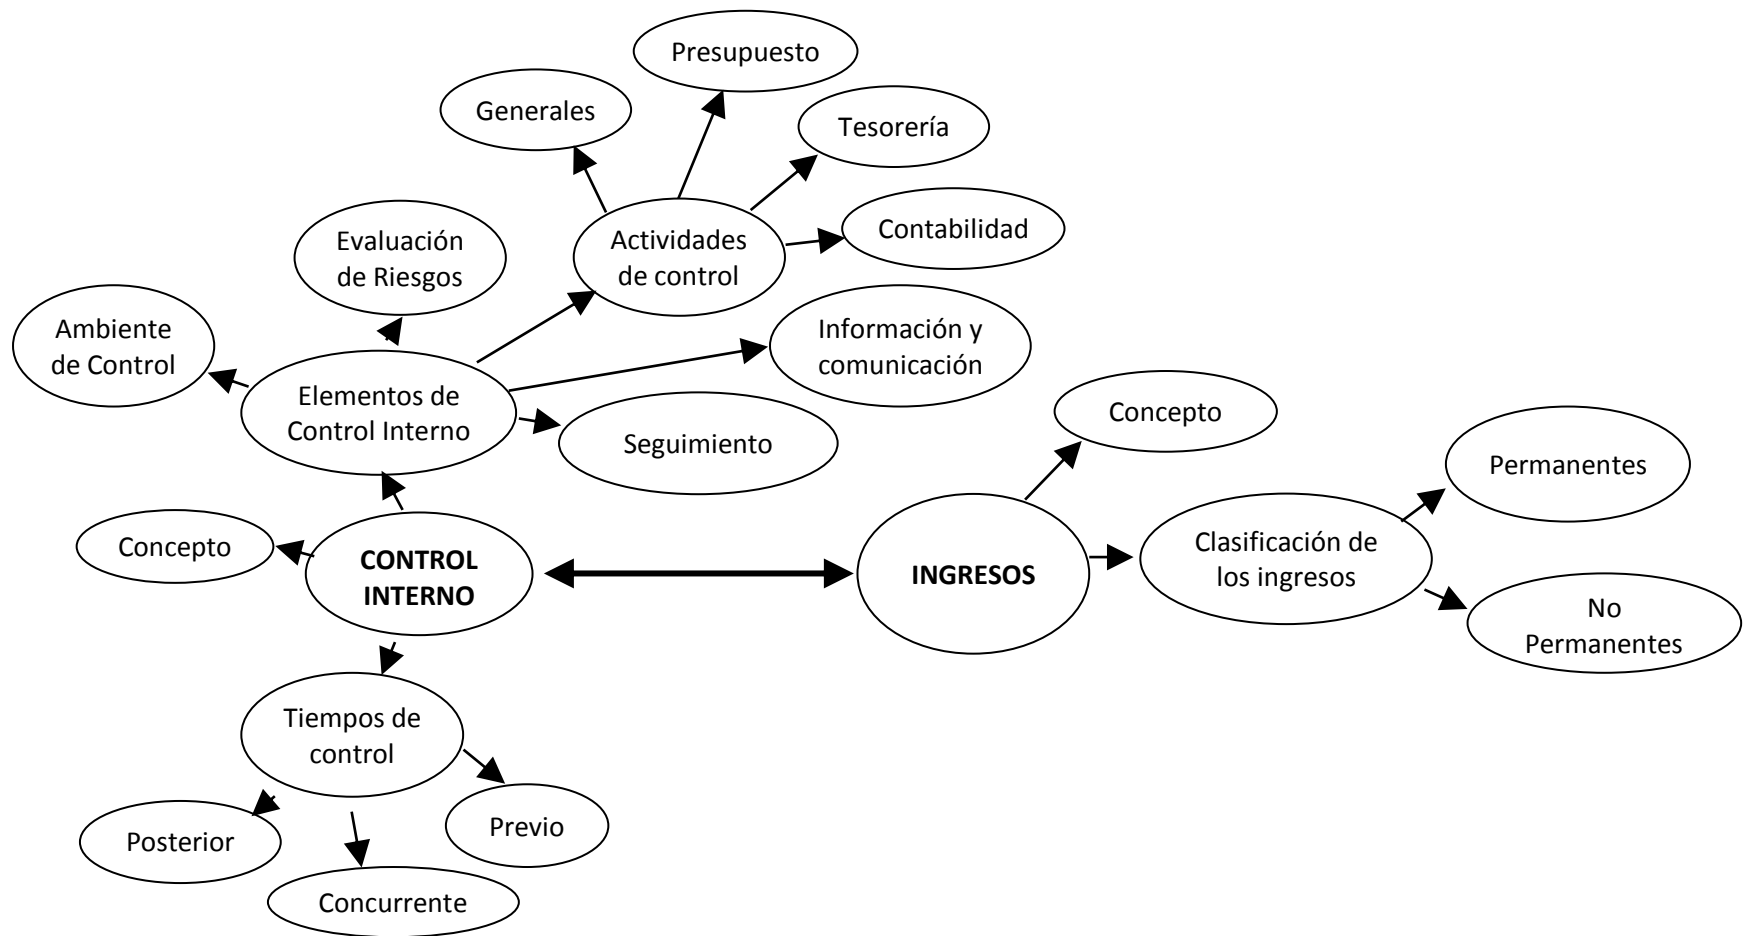 Presupuesto
Generales
Tesorería
Contabilidad
Evaluación
de Riesgos
Actividades
de control
Ambiente
de Control
Información y
comunicación
Elementos de
Control Interno
Seguimiento
Concepto
Permanentes
Concepto
CONTROL
INTERNO
INGRESOS
Clasificación de
los ingresos
No
Permanentes
Tiempos de
control
Posterior
Previo
Concurrente